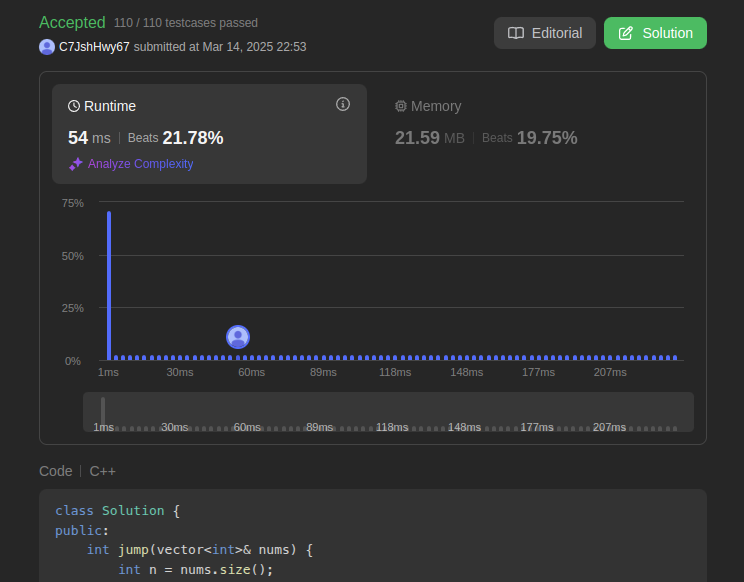 Accepted 110 / 110 testcases passed
C7JshHwy67 submitted at Mar 14, 2025 22:53
Editorial
Solution
Runtime
54 ms | Beats 21.78%
Analyze Complexity
Memory
21.59 MB | Beats 19.75%
75%
50%
25%
0%
1ms 30ms 60ms 89ms 118ms 148ms 177ms 207ms
1ms 30ms 60ms 89ms 118ms 148ms 177ms 207ms
Code | C++
class Solution {
public:
    int jump(vector<int>& nums) {
        int n = nums.size();